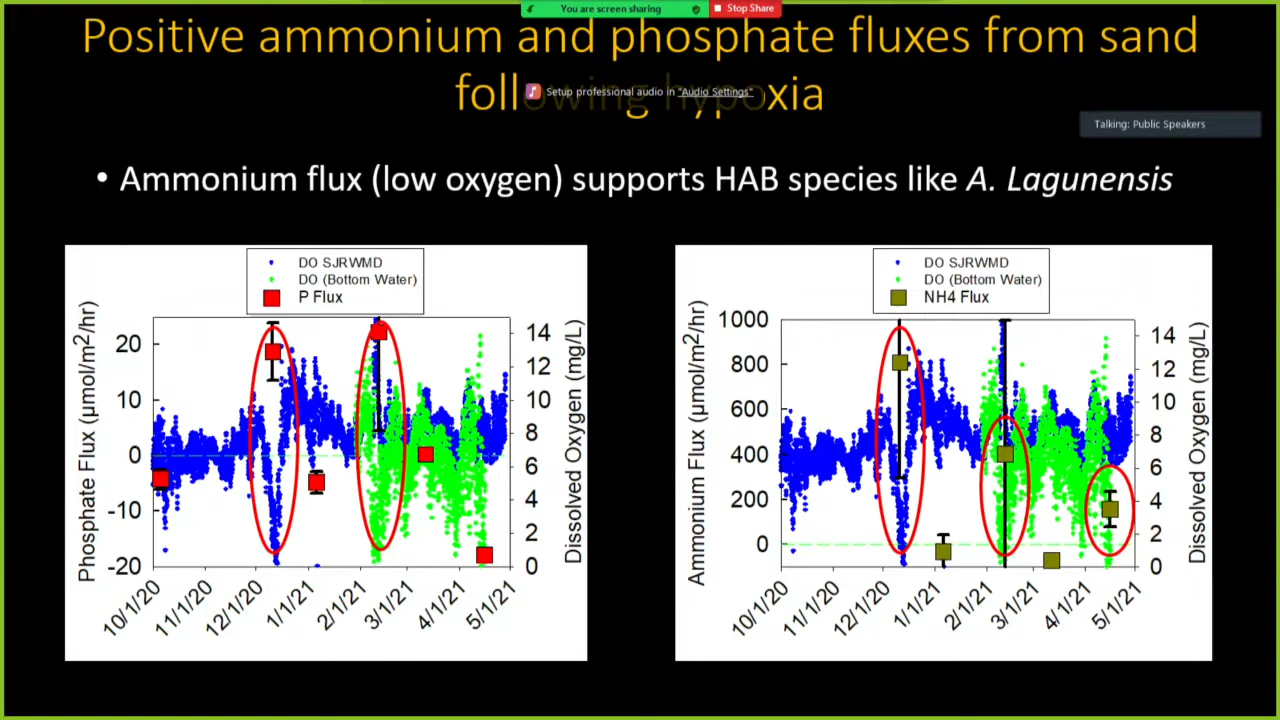 You are screen sharing
Stop Share
Positive ammonium and phosphate fluxes from sand
following hypoxia
Setup professional audio in "Audio Settings"
Talking: Public Speakers
• Ammonium flux (low oxygen) supports HAB species like A. Lagunensis
DO SJRWMD
DO (Bottom Water)
P Flux
Phosphate Flux (µmol/m²/hr)
20
10
0
-10
-20
14
12
10
8
6
4
2
0
Dissolved Oxygen (mg/L)
10/1/20
11/1/20
12/1/20
1/1/21
2/1/21
3/1/21
4/1/21
5/1/21
DO SJRWMD
DO (Bottom Water)
NH4 Flux
Ammonium Flux (µmol/m²/hr)
1000
800
600
400
200
0
14
12
10
8
6
4
2
0
Dissolved Oxygen (mg/L)
10/1/20
11/1/20
12/1/20
1/1/21
2/1/21
3/1/21
4/1/21
5/1/21